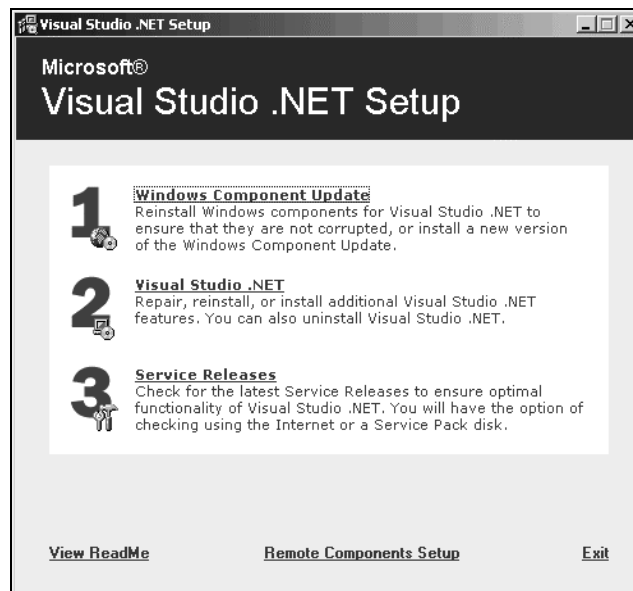 Visual Studio .NET Setup
Microsoft®
Visual Studio .NET Setup
1
Windows Component Update
Reinstall Windows components for Visual Studio .NET to
ensure that they are not corrupted, or install a new version
of the Windows Component Update.
2
Visual Studio .NET
Repair, reinstall, or install additional Visual Studio .NET
features. You can also uninstall Visual Studio .NET.
3
Service Releases
Check for the latest Service Releases to ensure optimal
functionality of Visual Studio .NET. You will have the option of
checking using the Internet or a Service Pack disk.
View ReadMe Remote Components Setup Exit